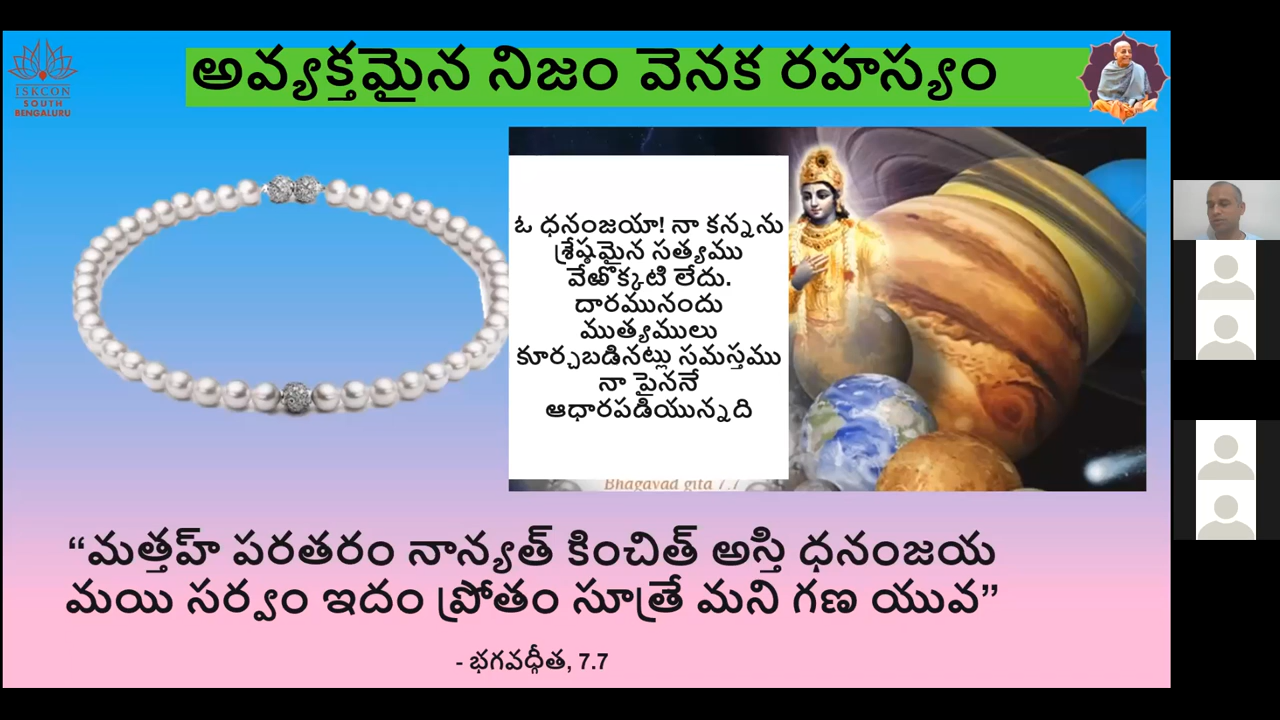 అవ్యక్తమైన నిజం వెనక రహస్యం
ISKCON
SOUTH
BENGALURU
ఓ ధనంజయా! నా కన్నను
శ్రేష్ఠమైన సత్యము
వేఱొక్కటి లేదు.
దారమునందు
ముత్యములు
కూర్చబడినట్లు సమస్తము
నా పైననే
ఆధారపడియున్నది
Bhagavad gita 7.7
“మత్తహ్ పరతరం నాన్యత్ కించిత్ అస్తి ధనంజయ
మయి సర్వం ఇదం ప్రోతం సూత్రే మని గణ యువ”
- భగవద్గీత, 7.7